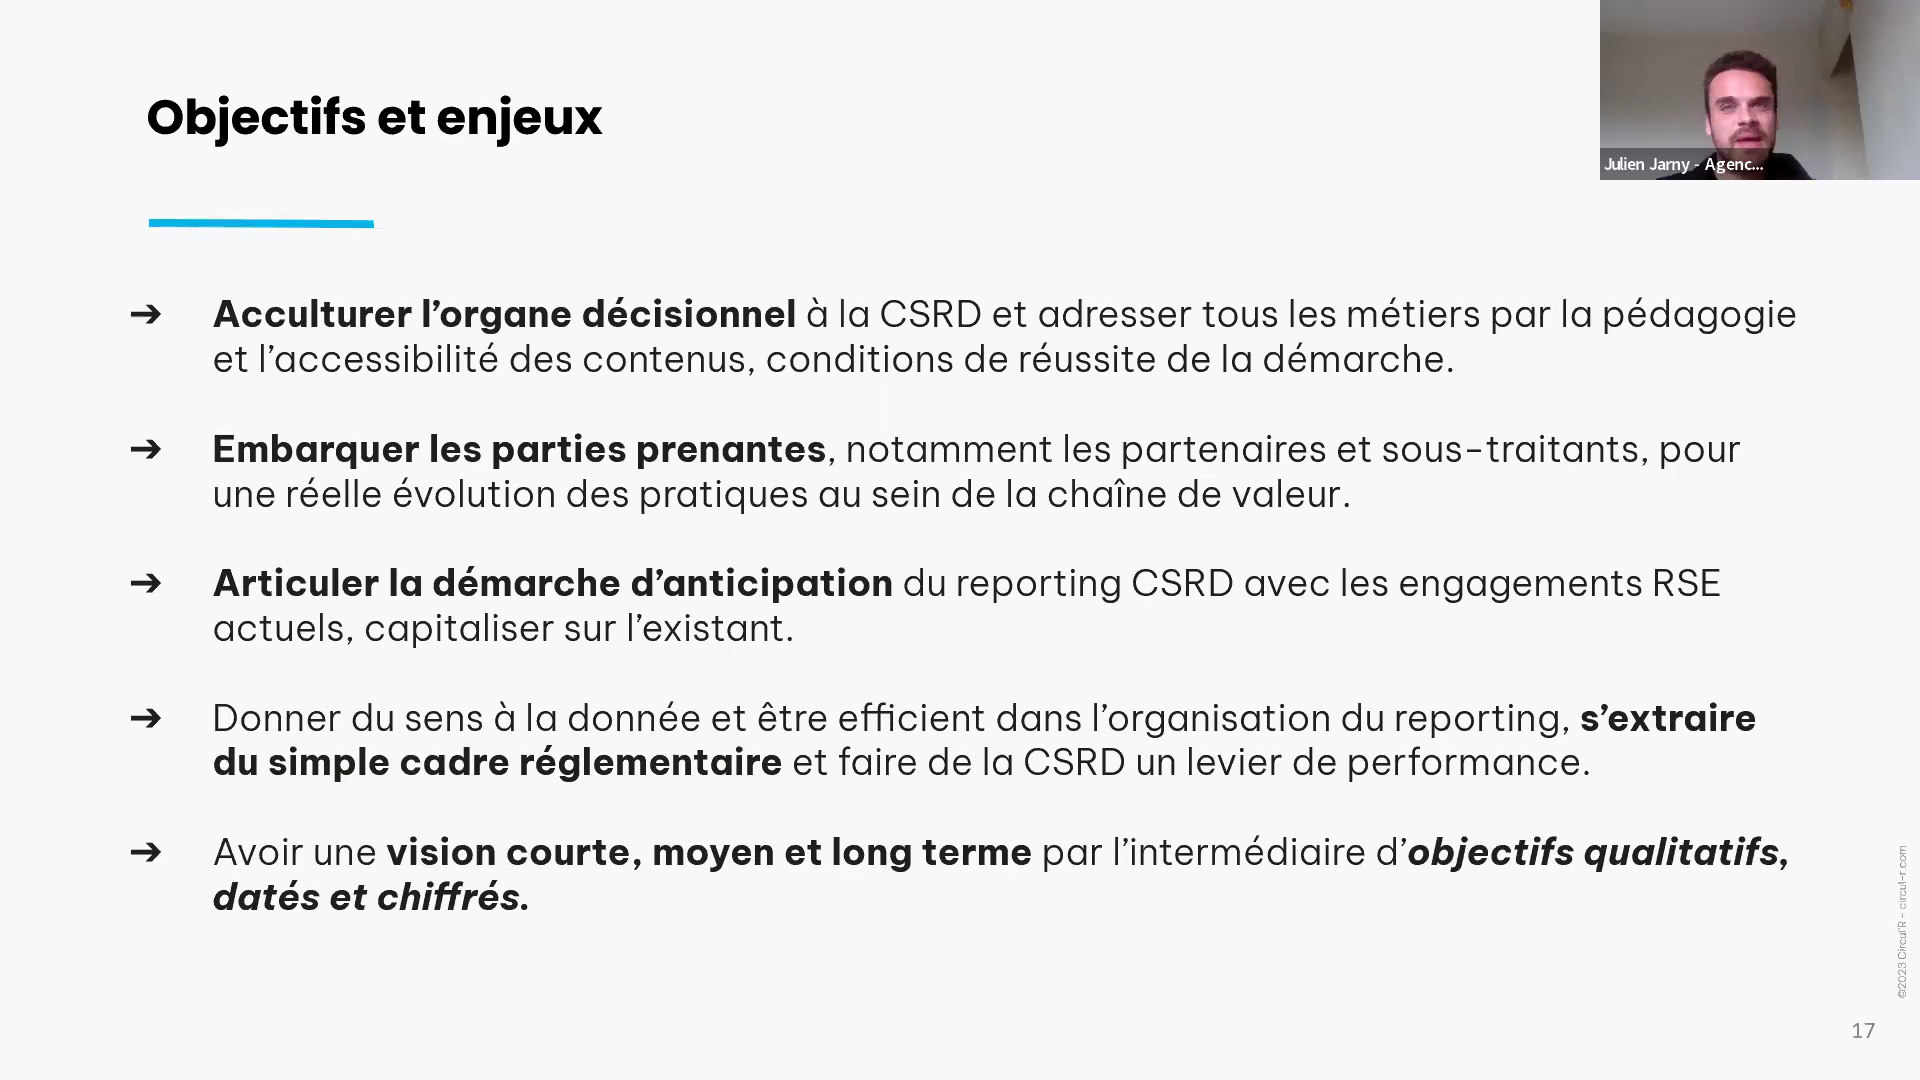 Objectifs et enjeux
Julien Jarny - Agenc...
➔ Acculturer l’organe décisionnel à la CSRD et adresser tous les métiers par la pédagogie
et l’accessibilité des contenus, conditions de réussite de la démarche.
➔ Embarquer les parties prenantes, notamment les partenaires et sous-traitants, pour
une réelle évolution des pratiques au sein de la chaîne de valeur.
➔ Articuler la démarche d’anticipation du reporting CSRD avec les engagements RSE
actuels, capitaliser sur l’existant.
➔ Donner du sens à la donnée et être efficient dans l’organisation du reporting, s’extraire
du simple cadre réglementaire et faire de la CSRD un levier de performance.
➔ Avoir une vision courte, moyen et long terme par l’intermédiaire d’objectifs qualitatifs,
datés et chiffrés.
©2023 Circul'R - circul-r.com
17